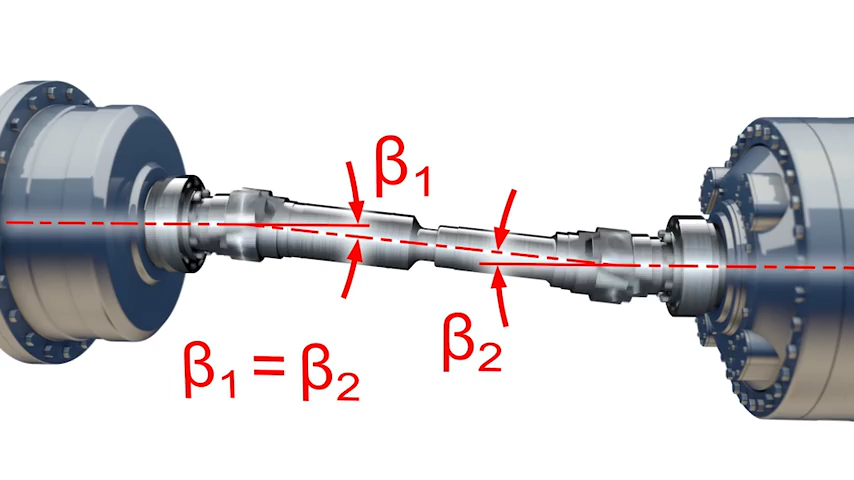 β₁
β₂
β₁ = β₂